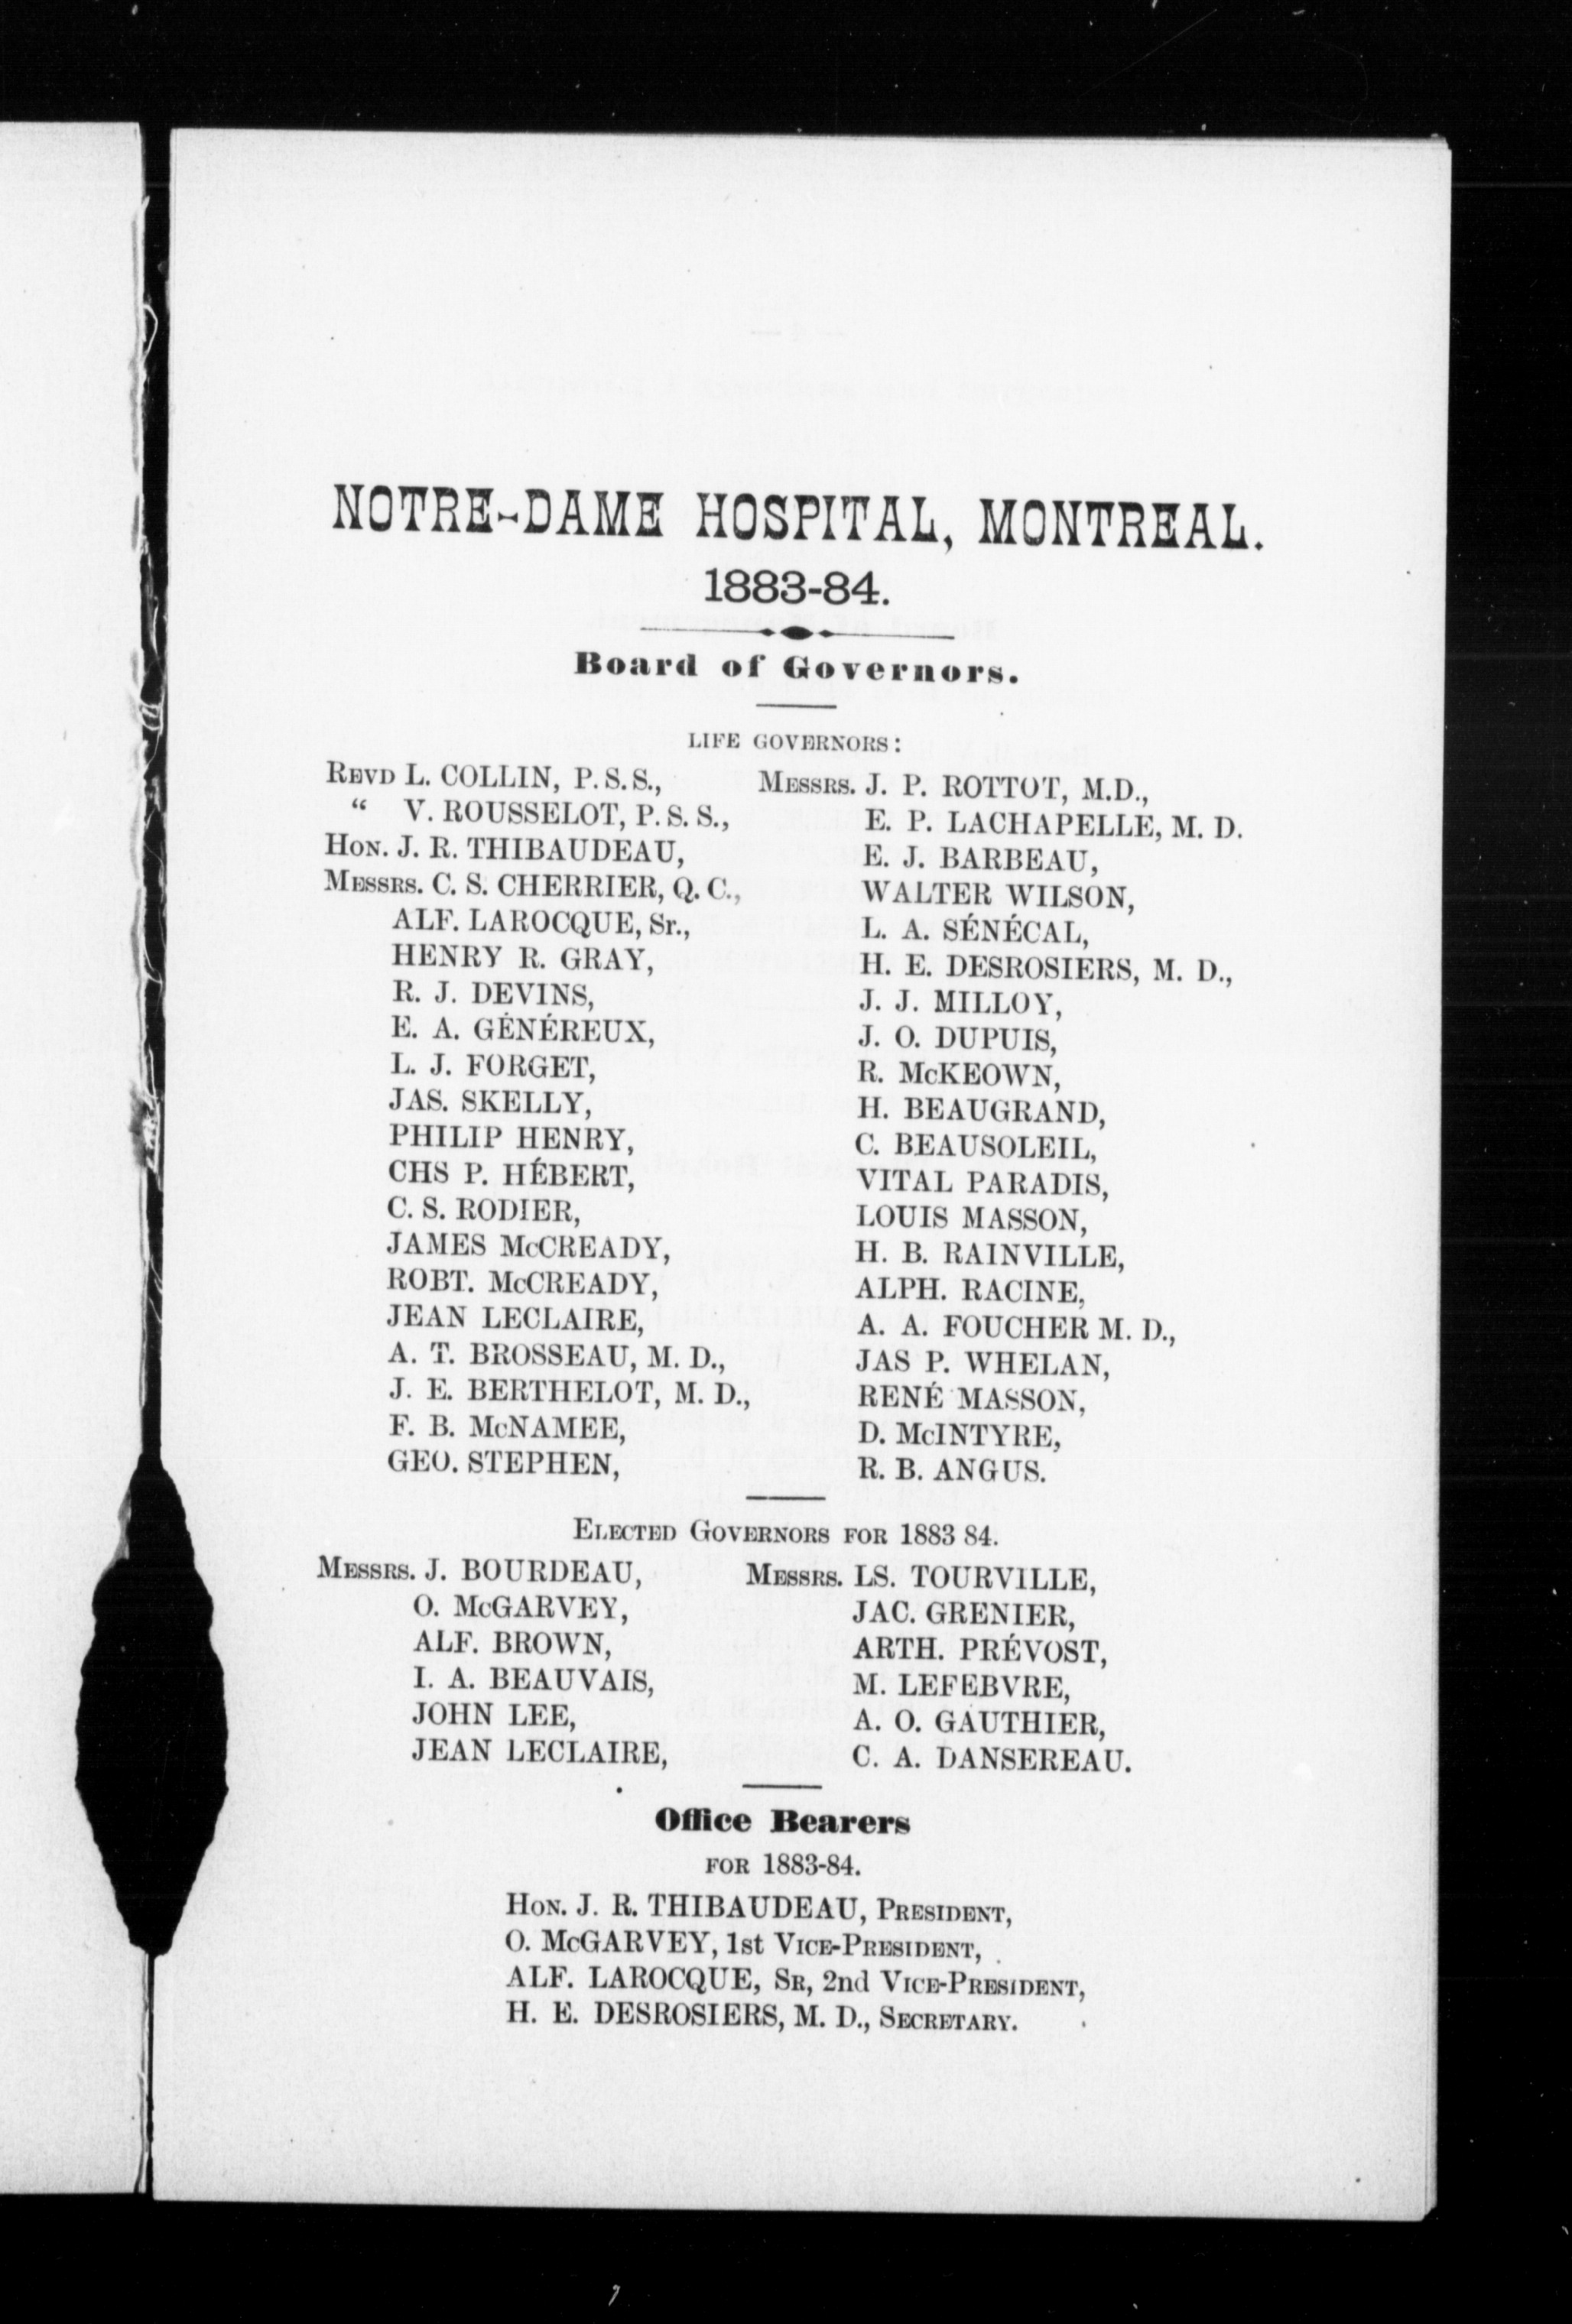 NOTRE-DAME HOSPITAL, MONTREAL.
1883-84.
Board of Governors.
LIFE GOVERNORS:
REVD L. COLLIN, P. S. S.,
“ V. ROUSSELOT, P. S. S.,
HON. J. R. THIBAUDEAU,
MESSRS. C. S. CHERRIER, Q. C.,
ALF. LAROCQUE, Sr.,
HENRY R. GRAY,
R. J. DEVINS,
E. A. GÉNÉREUX,
L. J. FORGET,
JAS. SKELLY,
PHILIP HENRY,
CHS P. HÉBERT,
C. S. RODIER,
JAMES McCREADY,
ROBT. McCREADY,
JEAN LECLAIRE,
A. T. BROSSEAU, M. D.,
J. E. BERTHELOT, M. D.,
F. B. McNAMEE,
GEO. STEPHEN,
MESSRS. J. P. ROTTOT, M.D.,
E. P. LACHAPELLE, M. D.
E. J. BARBEAU,
WALTER WILSON,
L. A. SÉNÉCAL,
H. E. DESROSIERS, M. D.,
J. J. MILLOY,
J. O. DUPUIS,
R. McKEOWN,
H. BEAUGRAND,
C. BEAUSOLEIL,
VITAL PARADIS,
LOUIS MASSON,
H. B. RAINVILLE,
ALPH. RACINE,
A. A. FOUCHER M. D.,
JAS P. WHELAN,
RENÉ MASSON,
D. McINTYRE,
R. B. ANGUS.
ELECTED GOVERNORS FOR 1883 84.
MESSRS. J. BOURDEAU,
O. McGARVEY,
ALF. BROWN,
I. A. BEAUVAIS,
JOHN LEE,
JEAN LECLAIRE,
MESSRS. LS. TOURVILLE,
JAC. GRENIER,
ARTH. PRÉVOST,
M. LEFEBVRE,
A. O. GAUTHIER,
C. A. DANSEREAU.
Office Bearers
FOR 1883-84.
HON. J. R. THIBAUDEAU, PRESIDENT,
O. McGARVEY, 1st VICE-PRESIDENT,
ALF. LAROCQUE, SR, 2nd VICE-PRESIDENT,
H. E. DESROSIERS, M. D., SECRETARY.